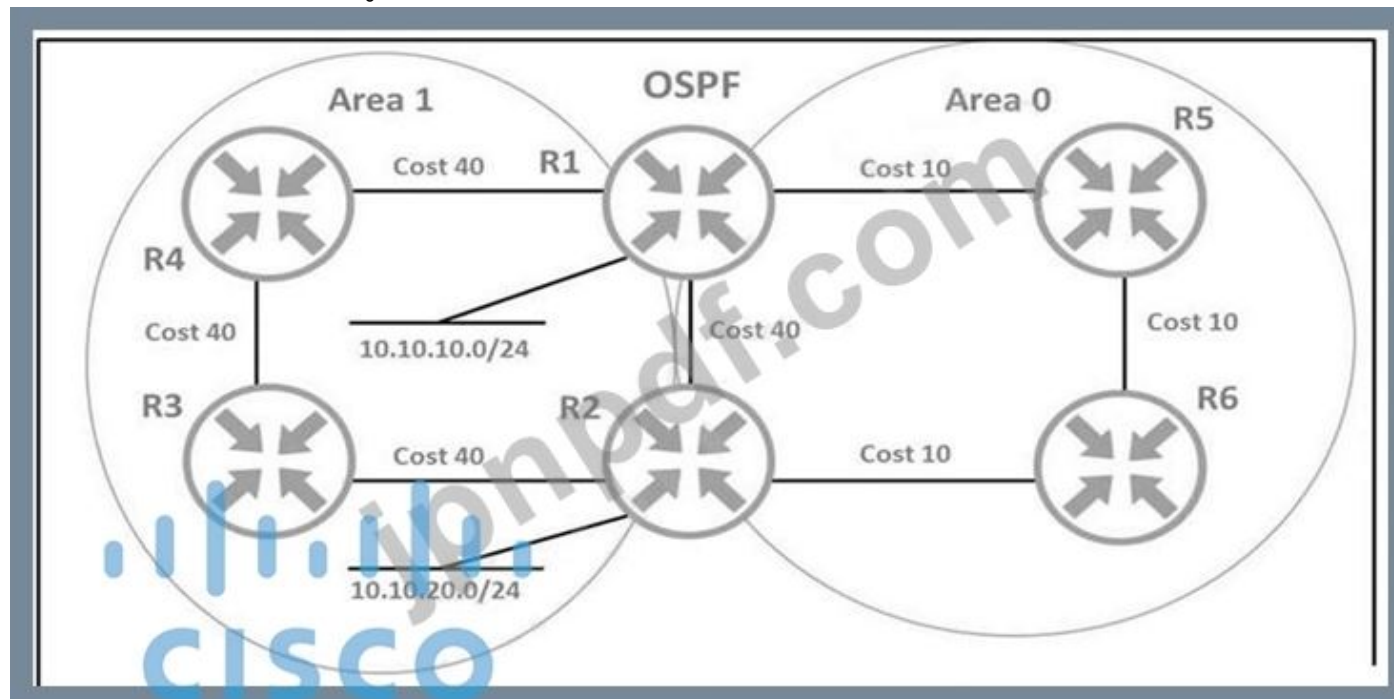 OSPF
Area 1
Area 0
R5
Cost 40
R1
Cost 10
R4
Cost 40
10.10.10.0/24
Cost 40
Cost 10
R3
R2
R6
Cost 40
Cost 10
10.10.20.0/24
jpnpdf.com
CISCO